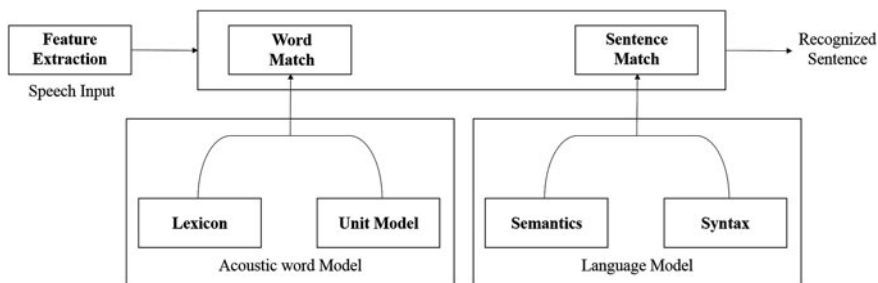 Feature
Extraction
Speech Input
Word
Match
Sentence
Match
Recognized
Sentence
Lexicon
Unit Model
Acoustic word Model
Semantics
Syntax
Language Model